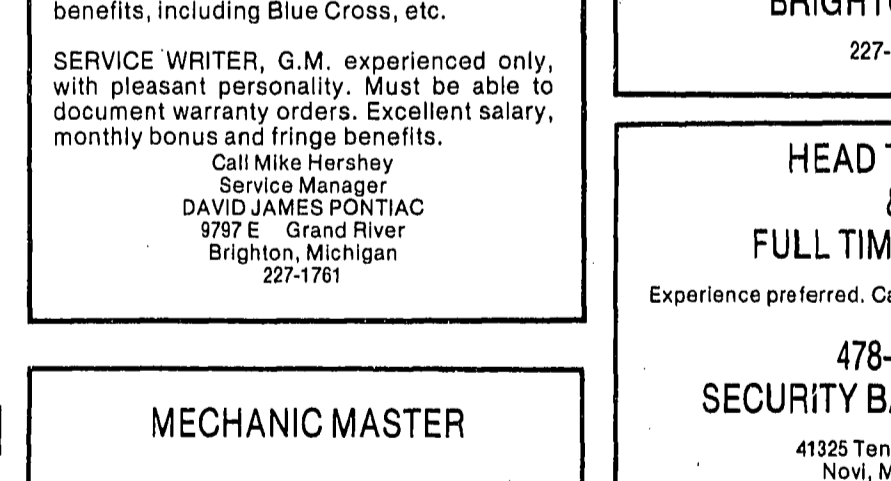 benefits, including Blue Cross, etc.
SERVICE WRITER, G.M. experienced only,
with pleasant personality. Must be able to
document warranty orders. Excellent salary,
monthly bonus and fringe benefits.
Call Mike Hershey
Service Manager
DAVID JAMES PONTIAC
9797 E Grand River
Brighton, Michigan
227-1761
MECHANIC MASTER
227-
HEAD
FULL TIM
Experience preferred.
478-
SECURITY
41325 Ten
Novi,